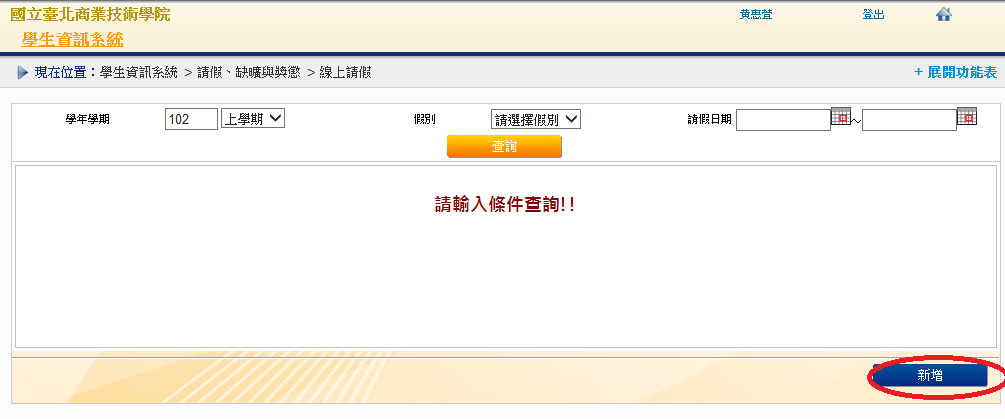 國立臺北商業技術學院 黃惠萱 登出
學生資訊系統
現在位置：學生資訊系統 > 請假、缺曠與獎懲 > 線上請假 + 展開功能表
學年學期 102 上學期 假別 請選擇假別 請假日期 ~
查詢
請輸入條件查詢!!
新增